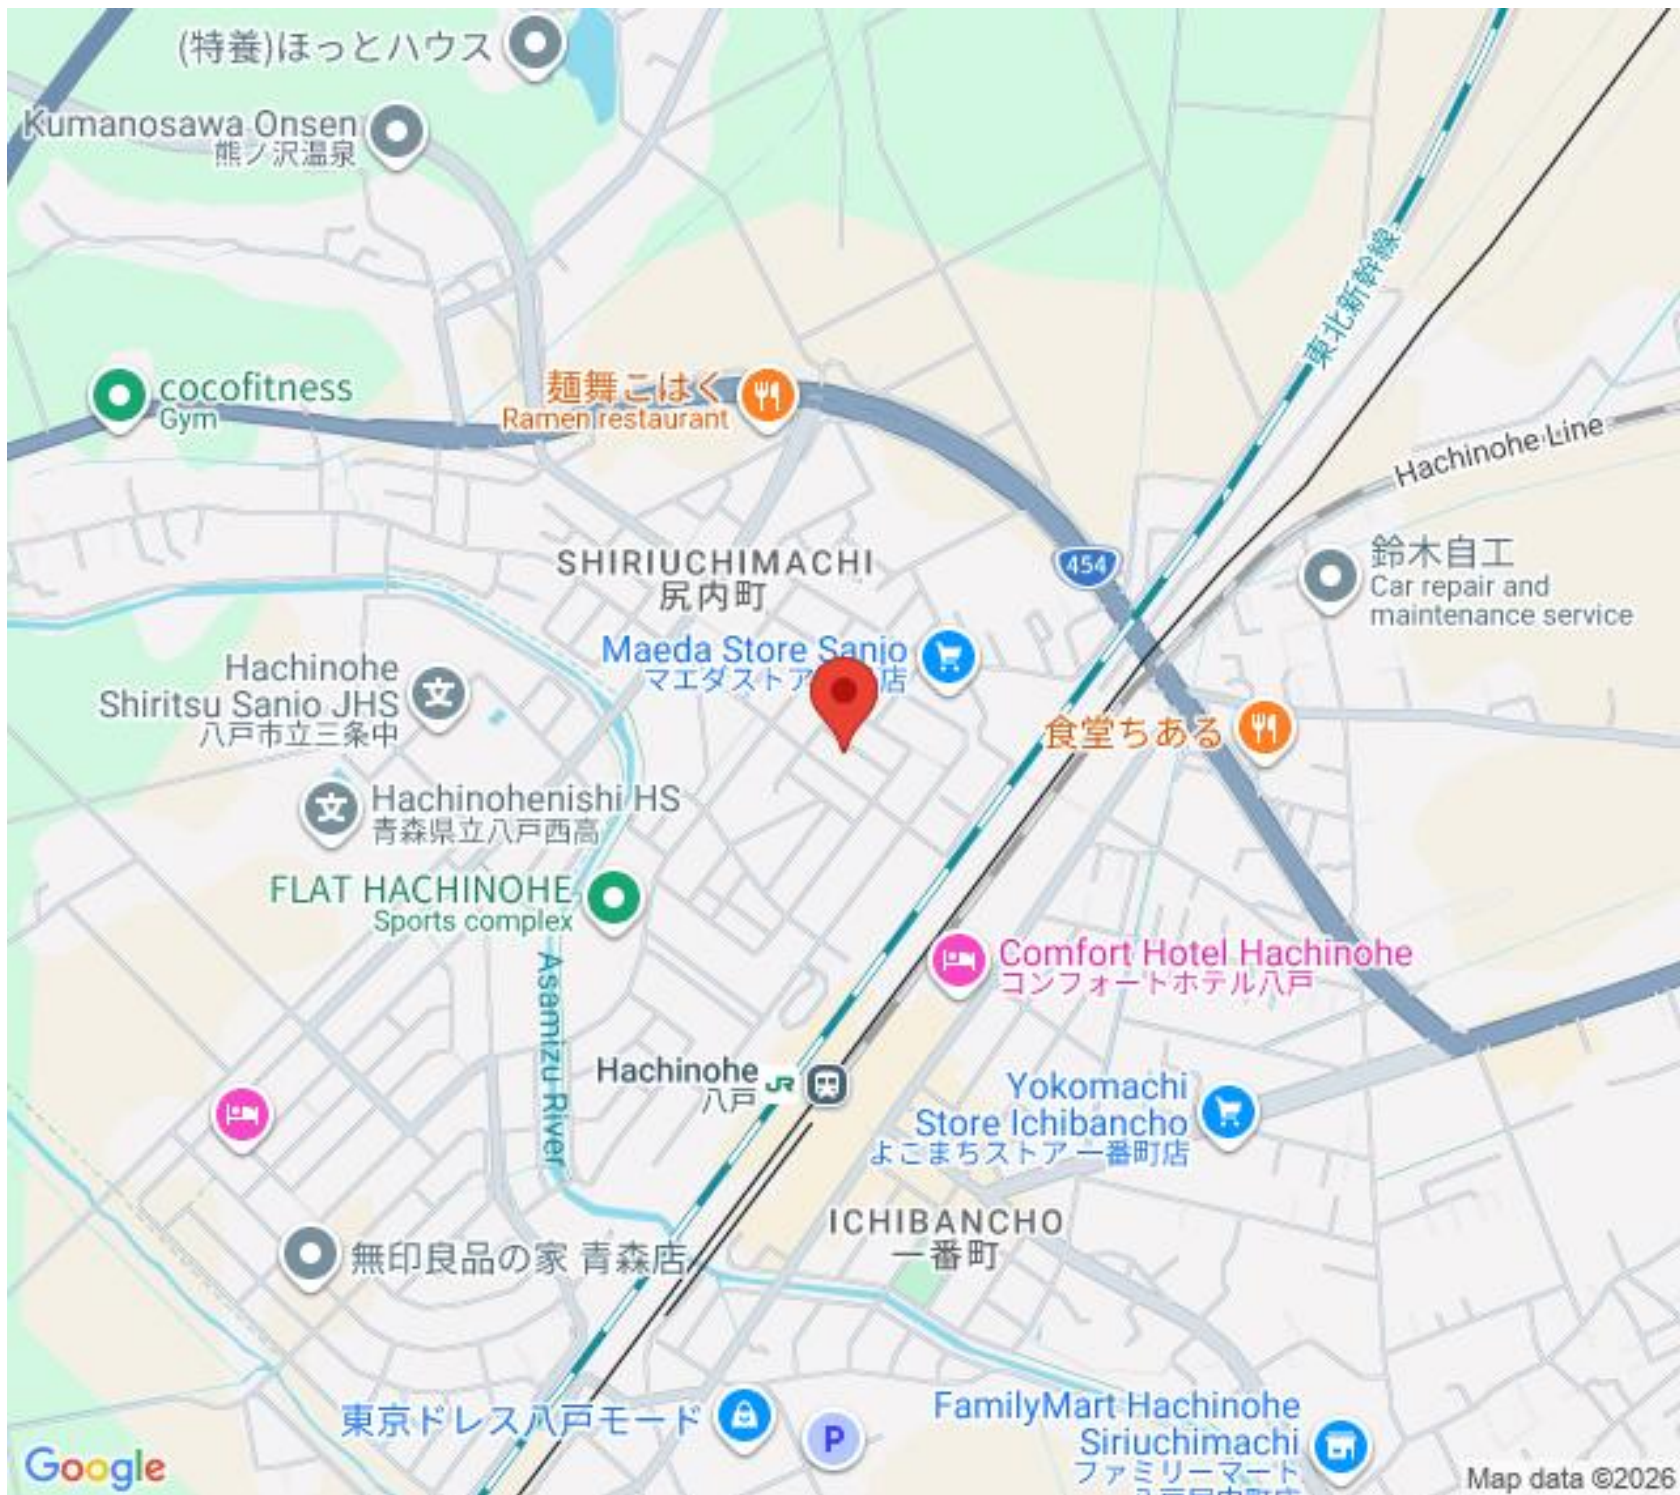 (特養)ほっとハウス
Kumanosawa Onsen
熊ノ沢温泉
東北新幹線
cocofitness
Gym
麺舞こはく
Ramen restaurant
Hachinohe Line
SHIRIUCHIMACHI
尻内町
454
鈴木自工
Car repair and
maintenance service
Maeda Store Sanjo
マエダストア
店
Hachinohe
Shiritsu Sanjo JHS
八戸市立三条中
食堂ちある
Hachinohenishi HS
青森県立八戸西高
FLAT HACHINOHE
Sports complex
Comfort Hotel Hachinohe
コンフォートホテル八戸
Asamizu River
Hachinohe
八戸
JR
Yokomachi
Store Ichibancho
よこまちストア 一番町店
ICHIBANCHO
一番町
無印良品の家 青森店
東京ドレス八戸モード
P
FamilyMart Hachinohe
Siriuchimachi
ファミリーマート
Google
Map data ©2026